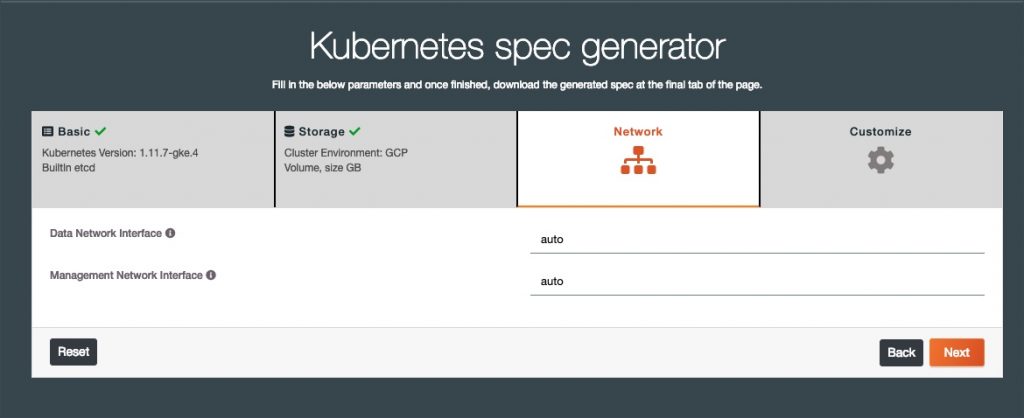 Kubernetes spec generator
Fill in the below parameters and once finished, download the generated spec at the final tab of the page.
Basic
Kubernetes Version: 1.11.7-gke.4
Builtin etcd
Storage
Cluster Environment: GCP
Volume, size GB
Network
Customize
Data Network Interface
auto
Management Network Interface
auto
Reset
Back
Next